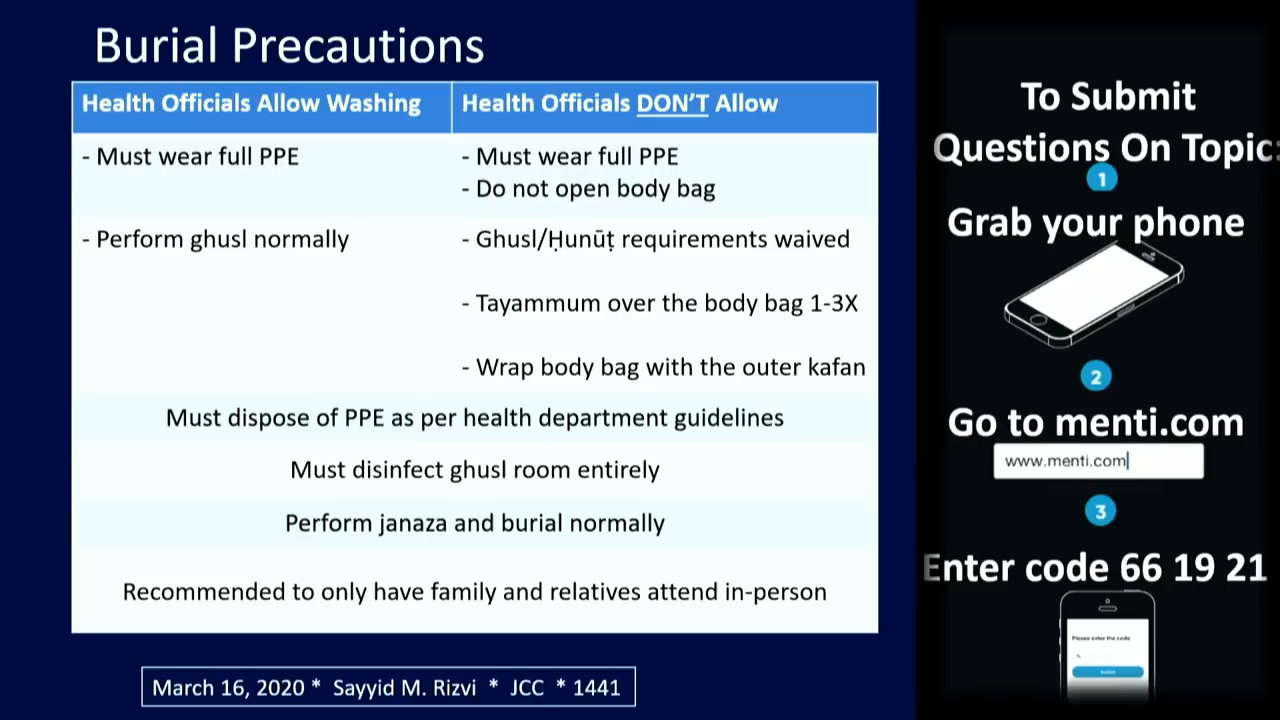 Burial Precautions
Health Officials Allow Washing
Health Officials DON'T Allow
- Must wear full PPE
- Must wear full PPE
- Do not open body bag
- Perform ghusl normally
- Ghusl/Ḥunūṭ requirements waived
- Tayammum over the body bag 1-3X
- Wrap body bag with the outer kafan
Must dispose of PPE as per health department guidelines
Must disinfect ghusl room entirely
Perform janaza and burial normally
Recommended to only have family and relatives attend in-person
March 16, 2020 * Sayyid M. Rizvi * JCC * 1441
To Submit
Questions On Topic:
1
Grab your phone
2
Go to menti.com
www.menti.com
3
Enter code 66 19 21
Please enter the code